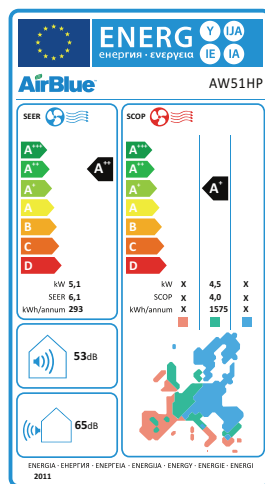 ENERG Y IJA IE IA
енергия · ενεργεια
AirBlue™ AW51HP
SEER SCOP
A+++ A+++
A++ A++ A++
A+ A+ A+
A A
B B
C C
D D
kW 5,1 kW X 4,5 X
SEER 6,1 SCOP X 4,0 X
kWh/annum 293 kWh/annum X 1575 X
53dB
65dB
ENERGIA · ЕНЕРГИЯ · ΕΝΕΡΓΕΙΑ · ENERGIJA · ENERGY · ENERGIE · ENERGI
2011